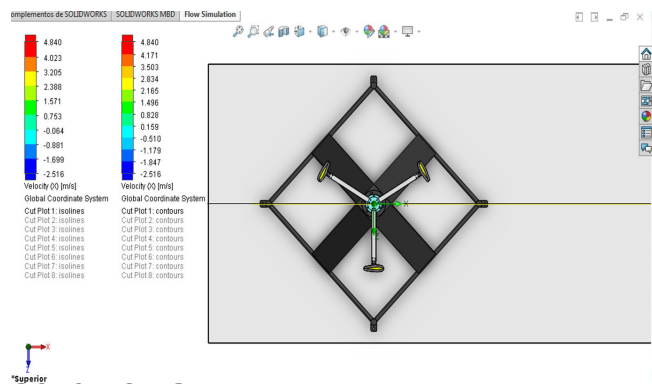 omplementos de SOLIDWORKS SOLIDWORKS MBD Flow Simulation
4.840
4.023
3.205
2.388
1.571
0.753
-0.064
-0.881
-1.699
-2.516
Velocity (X) [m/s]
Global Coordinate System
Cut Plot 1: isolines
Cut Plot 2: isolines
Cut Plot 3: isolines
Cut Plot 4: isolines
Cut Plot 5: isolines
Cut Plot 6: isolines
Cut Plot 7: isolines
Cut Plot 8: isolines
4.840
4.171
3.503
2.834
2.165
1.496
0.828
0.159
-0.510
-1.179
-1.847
-2.516
Velocity (X) [m/s]
Global Coordinate System
Cut Plot 1: contours
Cut Plot 2: contours
Cut Plot 3: contours
Cut Plot 4: contours
Cut Plot 5: contours
Cut Plot 6: contours
Cut Plot 7: contours
Cut Plot 8: contours
X
X
Z
*Superior